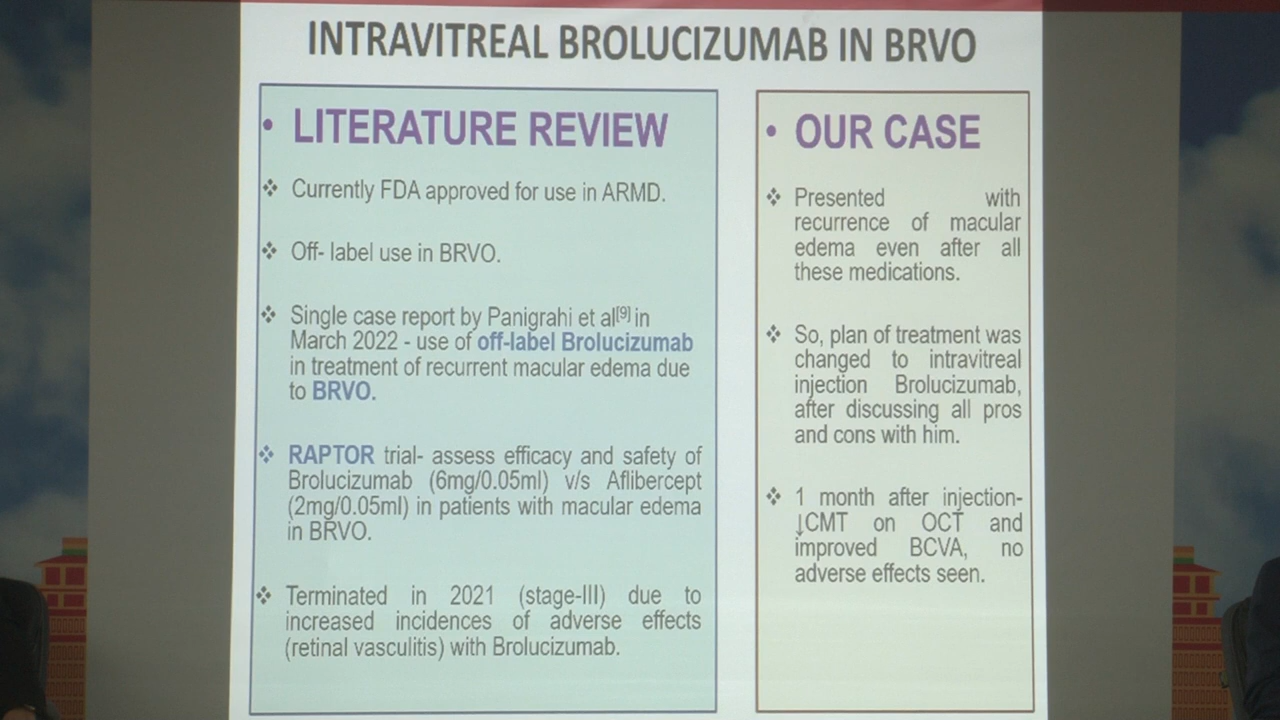 INTRAVITREAL BROLUCIZUMAB IN BRVO
• LITERATURE REVIEW
❖ Currently FDA approved for use in ARMD.
❖ Off- label use in BRVO.
❖ Single case report by Panigrahi et al[9] in
March 2022 - use of off-label Brolucizumab
in treatment of recurrent macular edema due
to BRVO.
❖ RAPTOR trial- assess efficacy and safety of
Brolucizumab (6mg/0.05ml) v/s Aflibercept
(2mg/0.05ml) in patients with macular edema
in BRVO.
❖ Terminated in 2021 (stage-III) due to
increased incidences of adverse effects
(retinal vasculitis) with Brolucizumab.
• OUR CASE
❖ Presented with
recurrence of macular
edema even after all
these medications.
❖ So, plan of treatment was
changed to intravitreal
injection Brolucizumab,
after discussing all pros
and cons with him.
❖ 1 month after injection-
↓CMT on OCT and
improved BCVA, no
adverse effects seen.